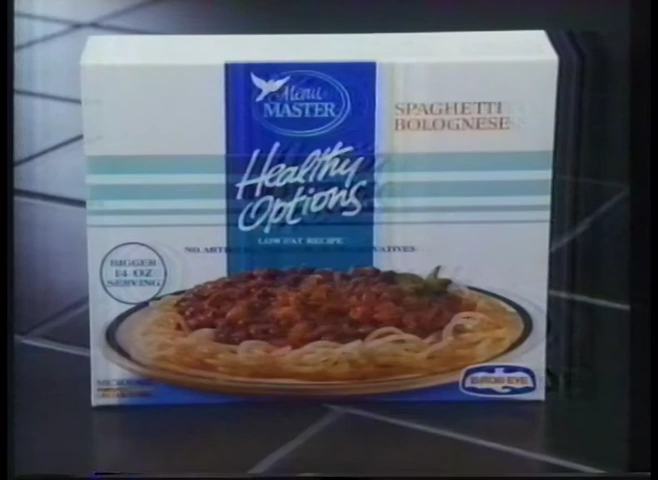 Menu
MASTER
SPAGHETTI
BOLOGNESE
Healthy
Options
LOW FAT RECIPE
BIGGER
14 OZ
SERVING
BIRDS EYE